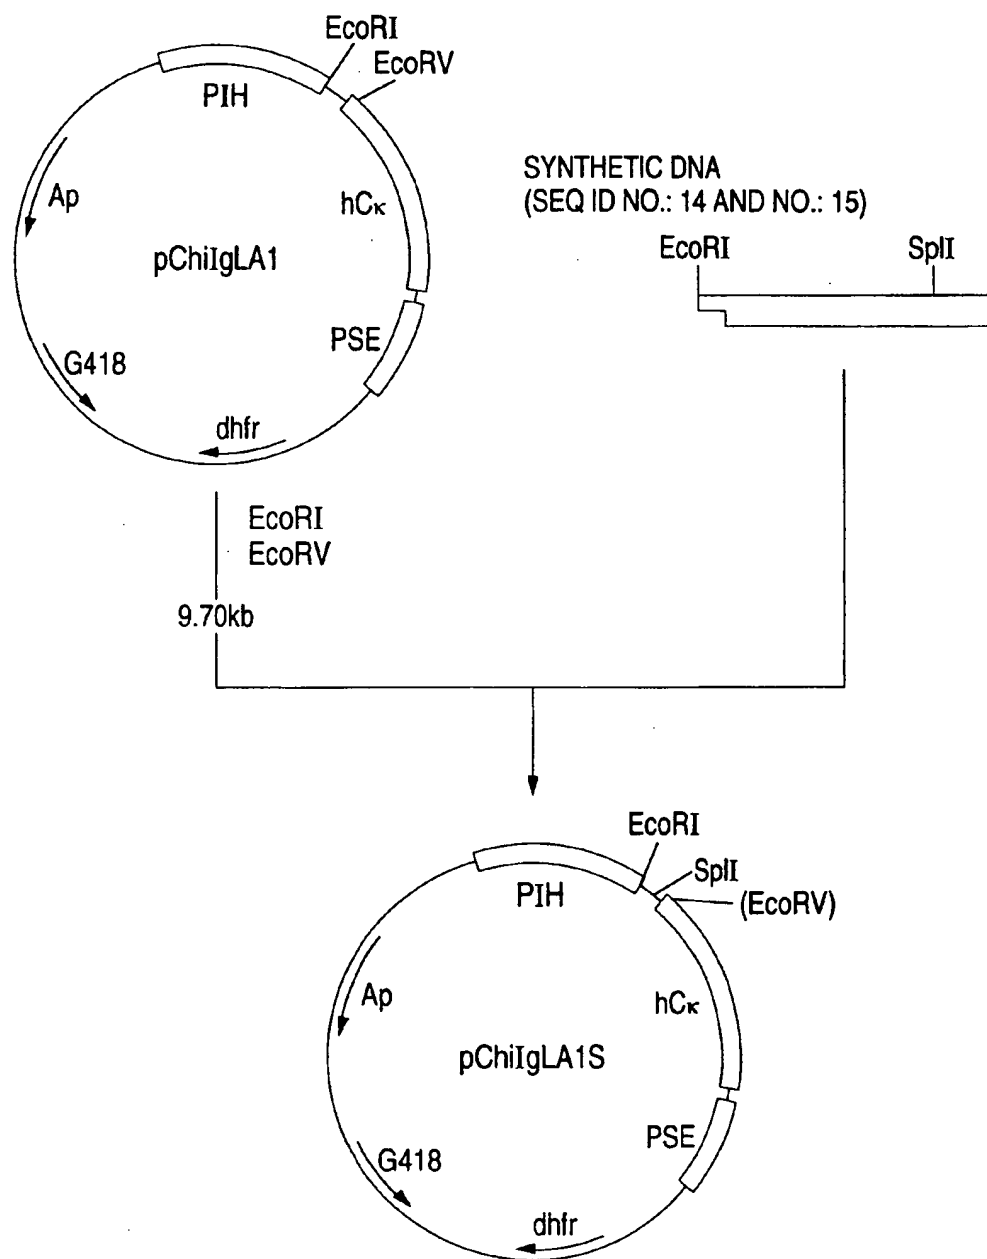 EcoRI
EcoRV
PIH
Ap
hCκ
pChiIgLA1
PSE
G418
dhfr
SYNTHETIC DNA
(SEQ ID NO.: 14 AND NO.: 15)
EcoRI
SplI
EcoRI
EcoRV
9.70kb
EcoRI
SplI
(EcoRV)
PIH
Ap
hCκ
pChiIgLA1S
PSE
G418
dhfr